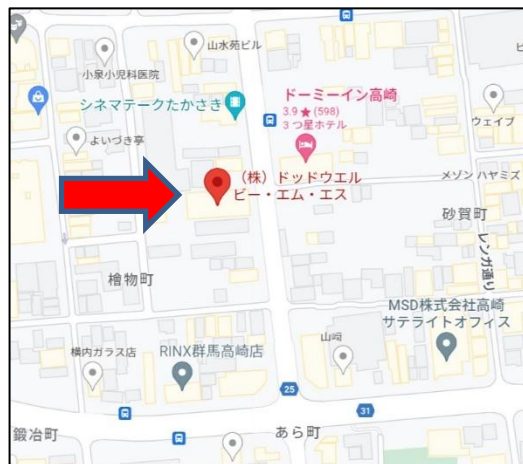 山水苑ビル
小泉小児科医院
シネマテークたかさき
ドーミーイン高崎
3.9 ★ (598)
3 つ星ホテル
ウェイブ
よいづき亭
(株)ドッドウエル
ビー・エム・エス
メゾン ハヤミズ
砂賀町
レンガ通り
檜物町
MSD株式会社高崎
サテライトオフィス
山崎
横内ガラス店
RINX群馬高崎店
25
31
鍛冶町
あら町